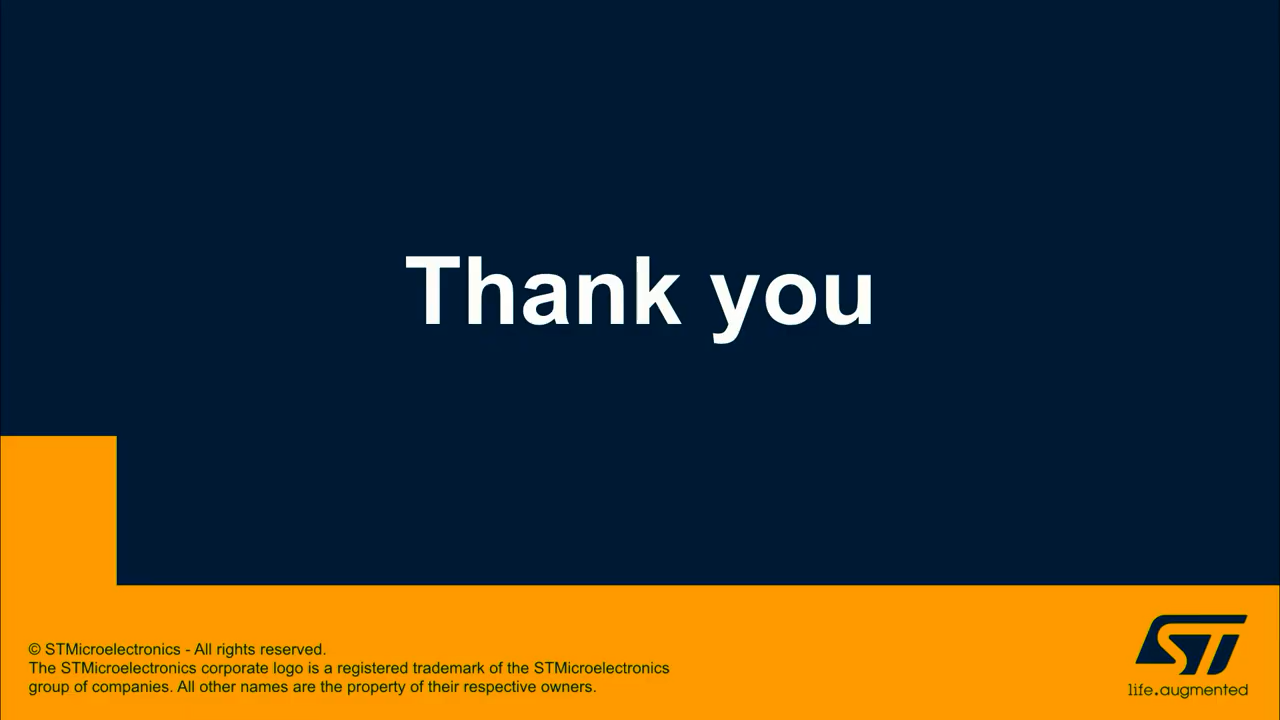 Thank you
© STMicroelectronics - All rights reserved.
The STMicroelectronics corporate logo is a registered trademark of the STMicroelectronics
group of companies. All other names are the property of their respective owners.
ST
life.augmented